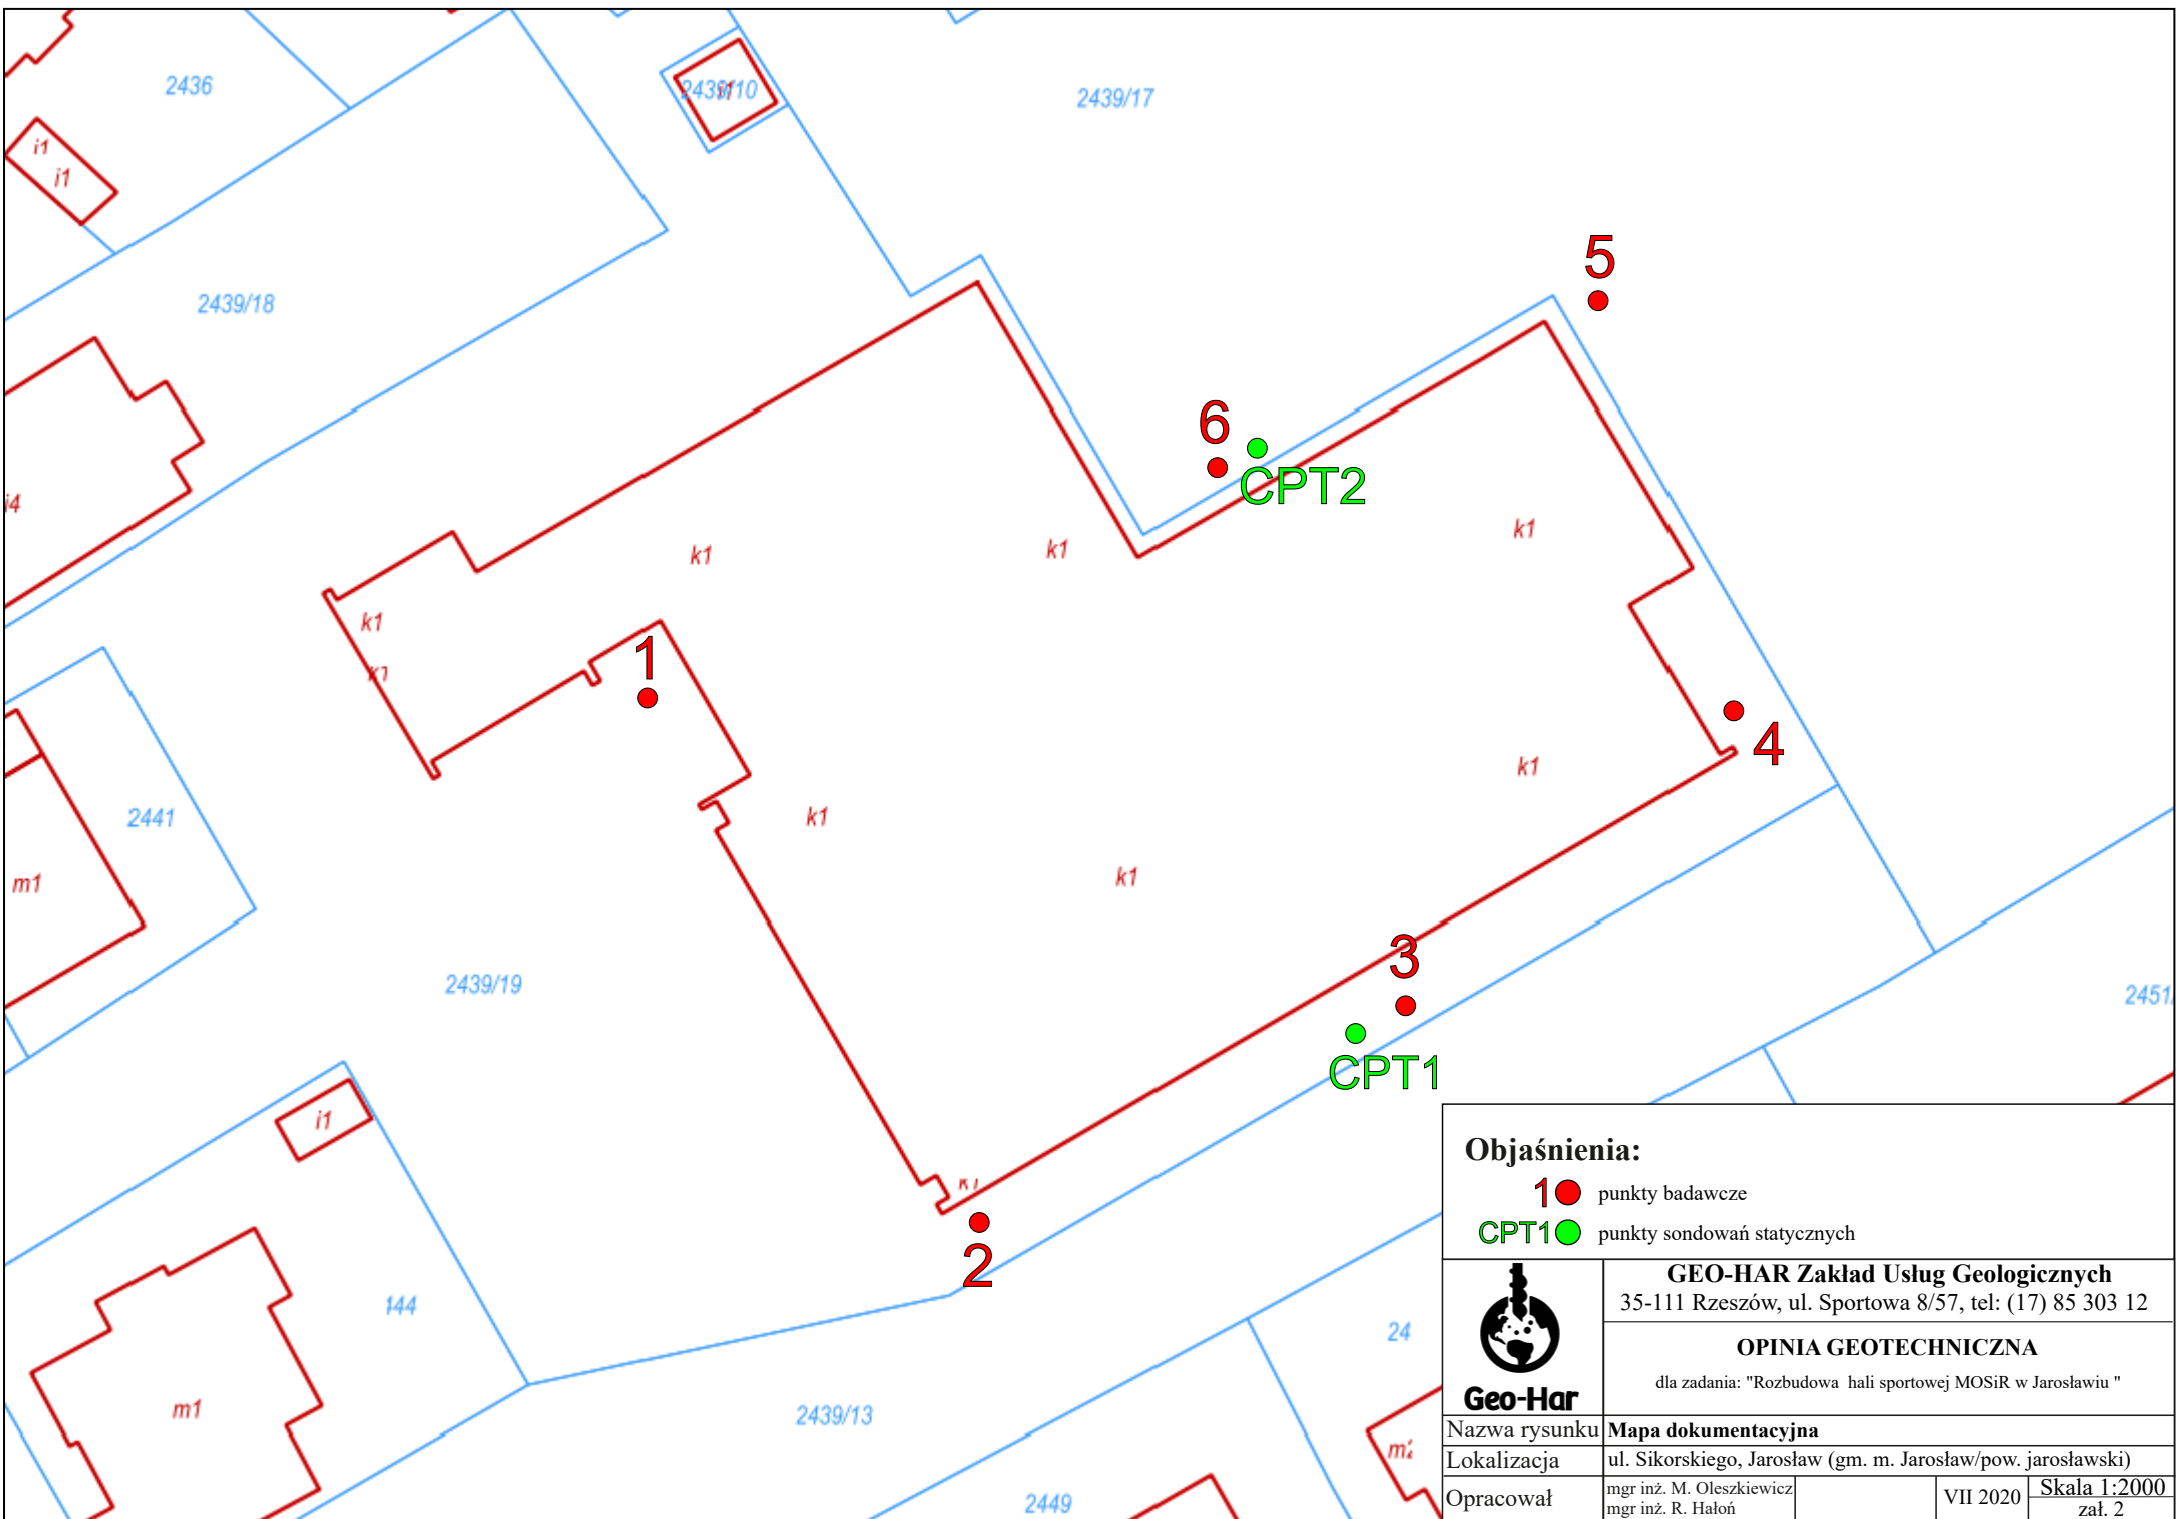 2436
2439/10
i1
2439/17
i1
i1
5
2439/18
6
CPT2
i4
k1
k1
k1
k1
k1
1
4
k1
2441
k1
m1
k1
3
2439/19
2451/
CPT1
i1
k1
2
144
24
m1
2439/13
m2
2449
Objaśnienia:
1 punkty badawcze
CPT1 punkty sondowań statycznych
GEO-HAR Zakład Usług Geologicznych
35-111 Rzeszów, ul. Sportowa 8/57, tel: (17) 85 303 12
OPINIA GEOTECHNICZNA
dla zadania: "Rozbudowa hali sportowej MOSiR w Jarosławiu "
Geo-Har
Nazwa rysunku Mapa dokumentacyjna
Lokalizacja ul. Sikorskiego, Jarosław (gm. m. Jarosław/pow. jarosławski)
Opracował mgr inż. M. Oleszkiewicz
mgr inż. R. Hałoń
VII 2020
Skala 1:2000
zał. 2